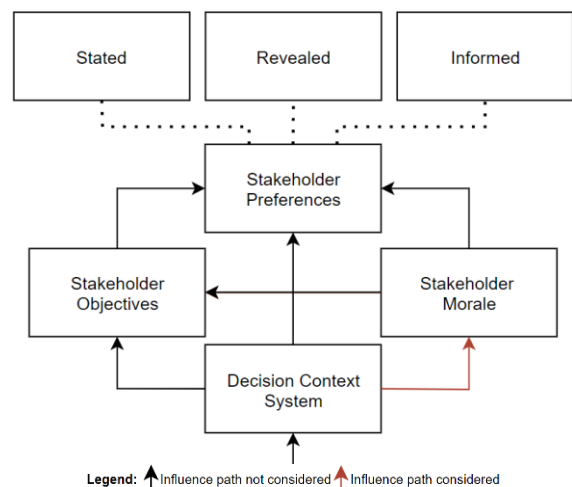 Stated
Revealed
Informed
Stakeholder
Preferences
Stakeholder
Objectives
Stakeholder
Morale
Decision Context
System
Legend: Influence path not considered Influence path considered